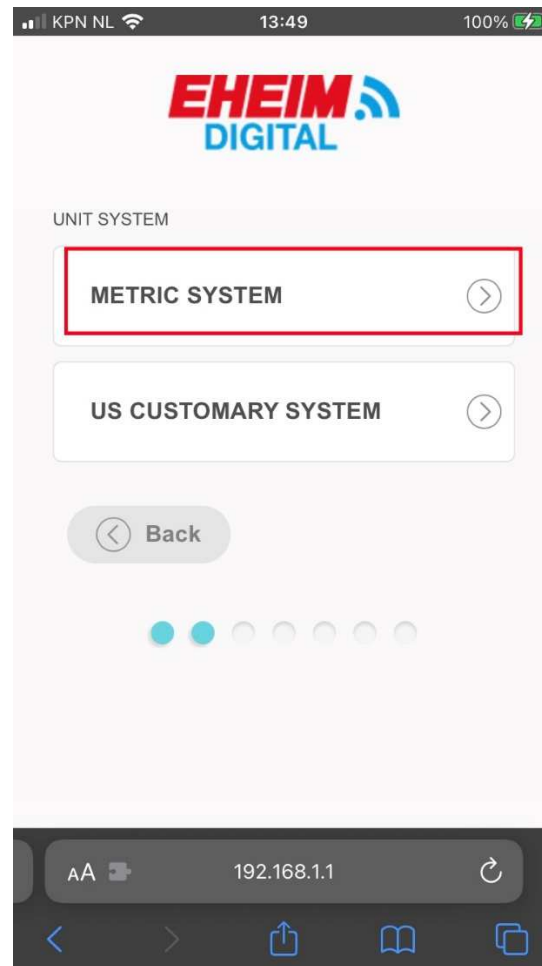 KPN NL 13:49 100%
EHEIM
DIGITAL
UNIT SYSTEM
METRIC SYSTEM
US CUSTOMARY SYSTEM
Back
AA 192.168.1.1